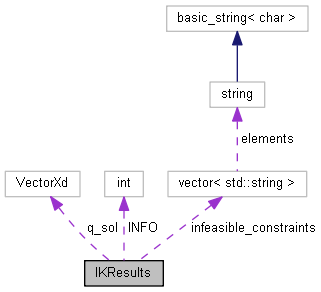 basic_string< char >
string
elements
VectorXd
int
vector< std::string >
q_sol
INFO
infeasible_constraints
IKResults